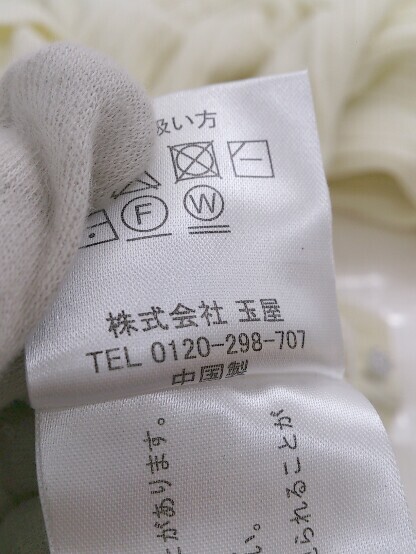 扱い方
F W
株式会社 玉屋
TEL 0120-298-707
中国製
られることが
い。
があります。